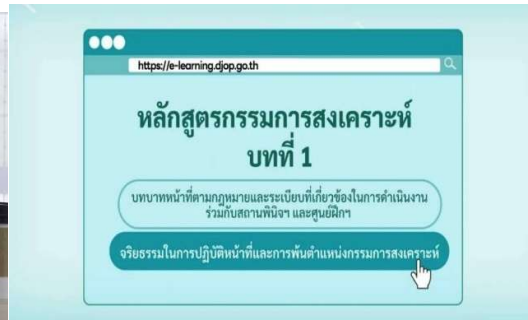 https://e-learning.djop.go.th
หลักสูตรกรรมการสงเคราะห์
บทที่ 1
บทบาทหน้าที่ตามกฎหมายและระเบียบที่เกี่ยวข้องในการดำเนินงาน
ร่วมกับสถานพินิจฯ และศูนย์ฝึกฯ
จริยธรรมในการปฏิบัติหน้าที่และการพ้นตำแหน่งกรรมการสงเคราะห์